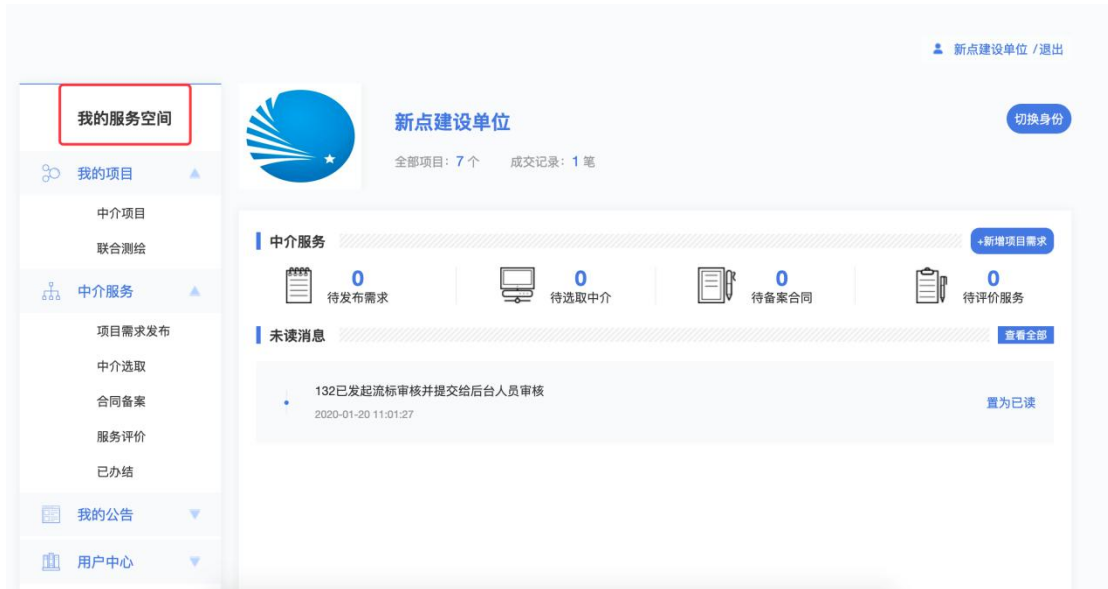 新点建设单位 /退出
我的服务空间
新点建设单位
切换身份
全部项目：7 个 成交记录：1 笔
我的项目
中介项目
联合测绘
中介服务
项目需求发布
中介选取
合同备案
服务评价
已办结
我的公告
用户中心
中介服务
+新增项目需求
0
待发布需求
0
待选取中介
0
待备案合同
0
待评价服务
未读消息
查看全部
132已发起流标审核并提交给后台人员审核
2020-01-20 11:01:27
置为已读